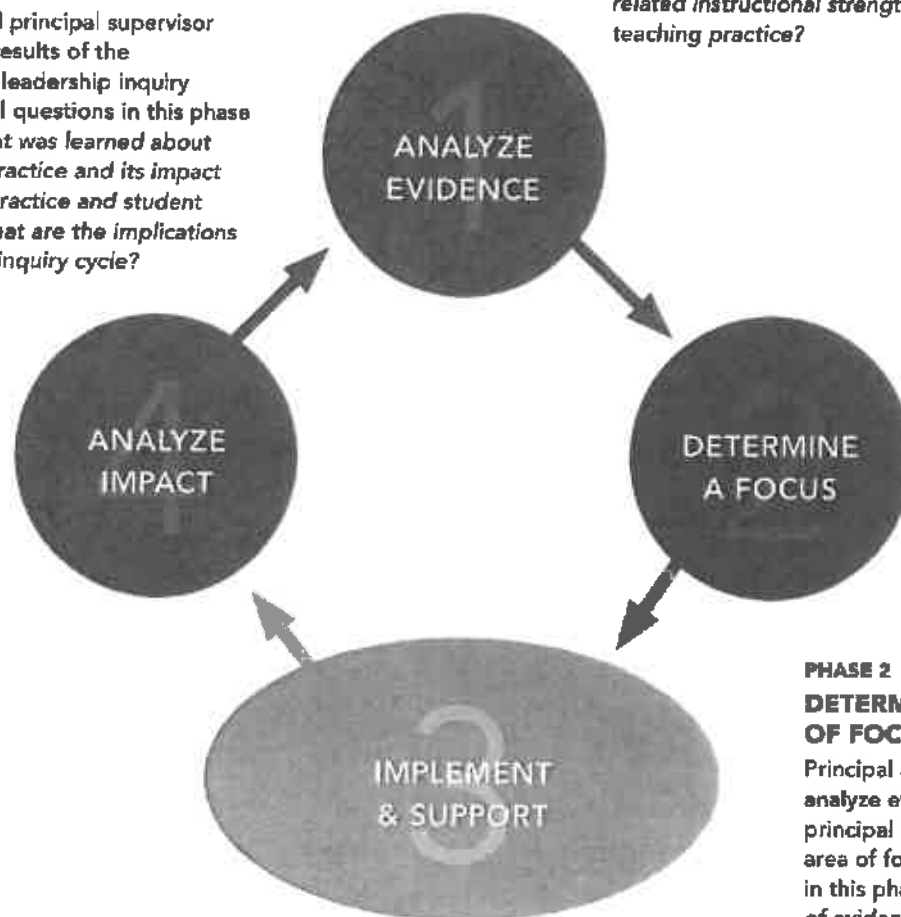 l principal supervisor
esults of the
leadership inquiry
l questions in this phase
t was learned about
ractice and its impact
ractice and student
at are the implications
inquiry cycle?
related instructional strengt
teaching practice?
1
ANALYZE
EVIDENCE
4
ANALYZE
IMPACT
2
DETERMINE
A FOCUS
3
IMPLEMENT
& SUPPORT
PHASE 2
DETERM
OF FOC
Principal
analyze e
principal
area of fo
in this pha
of eviden